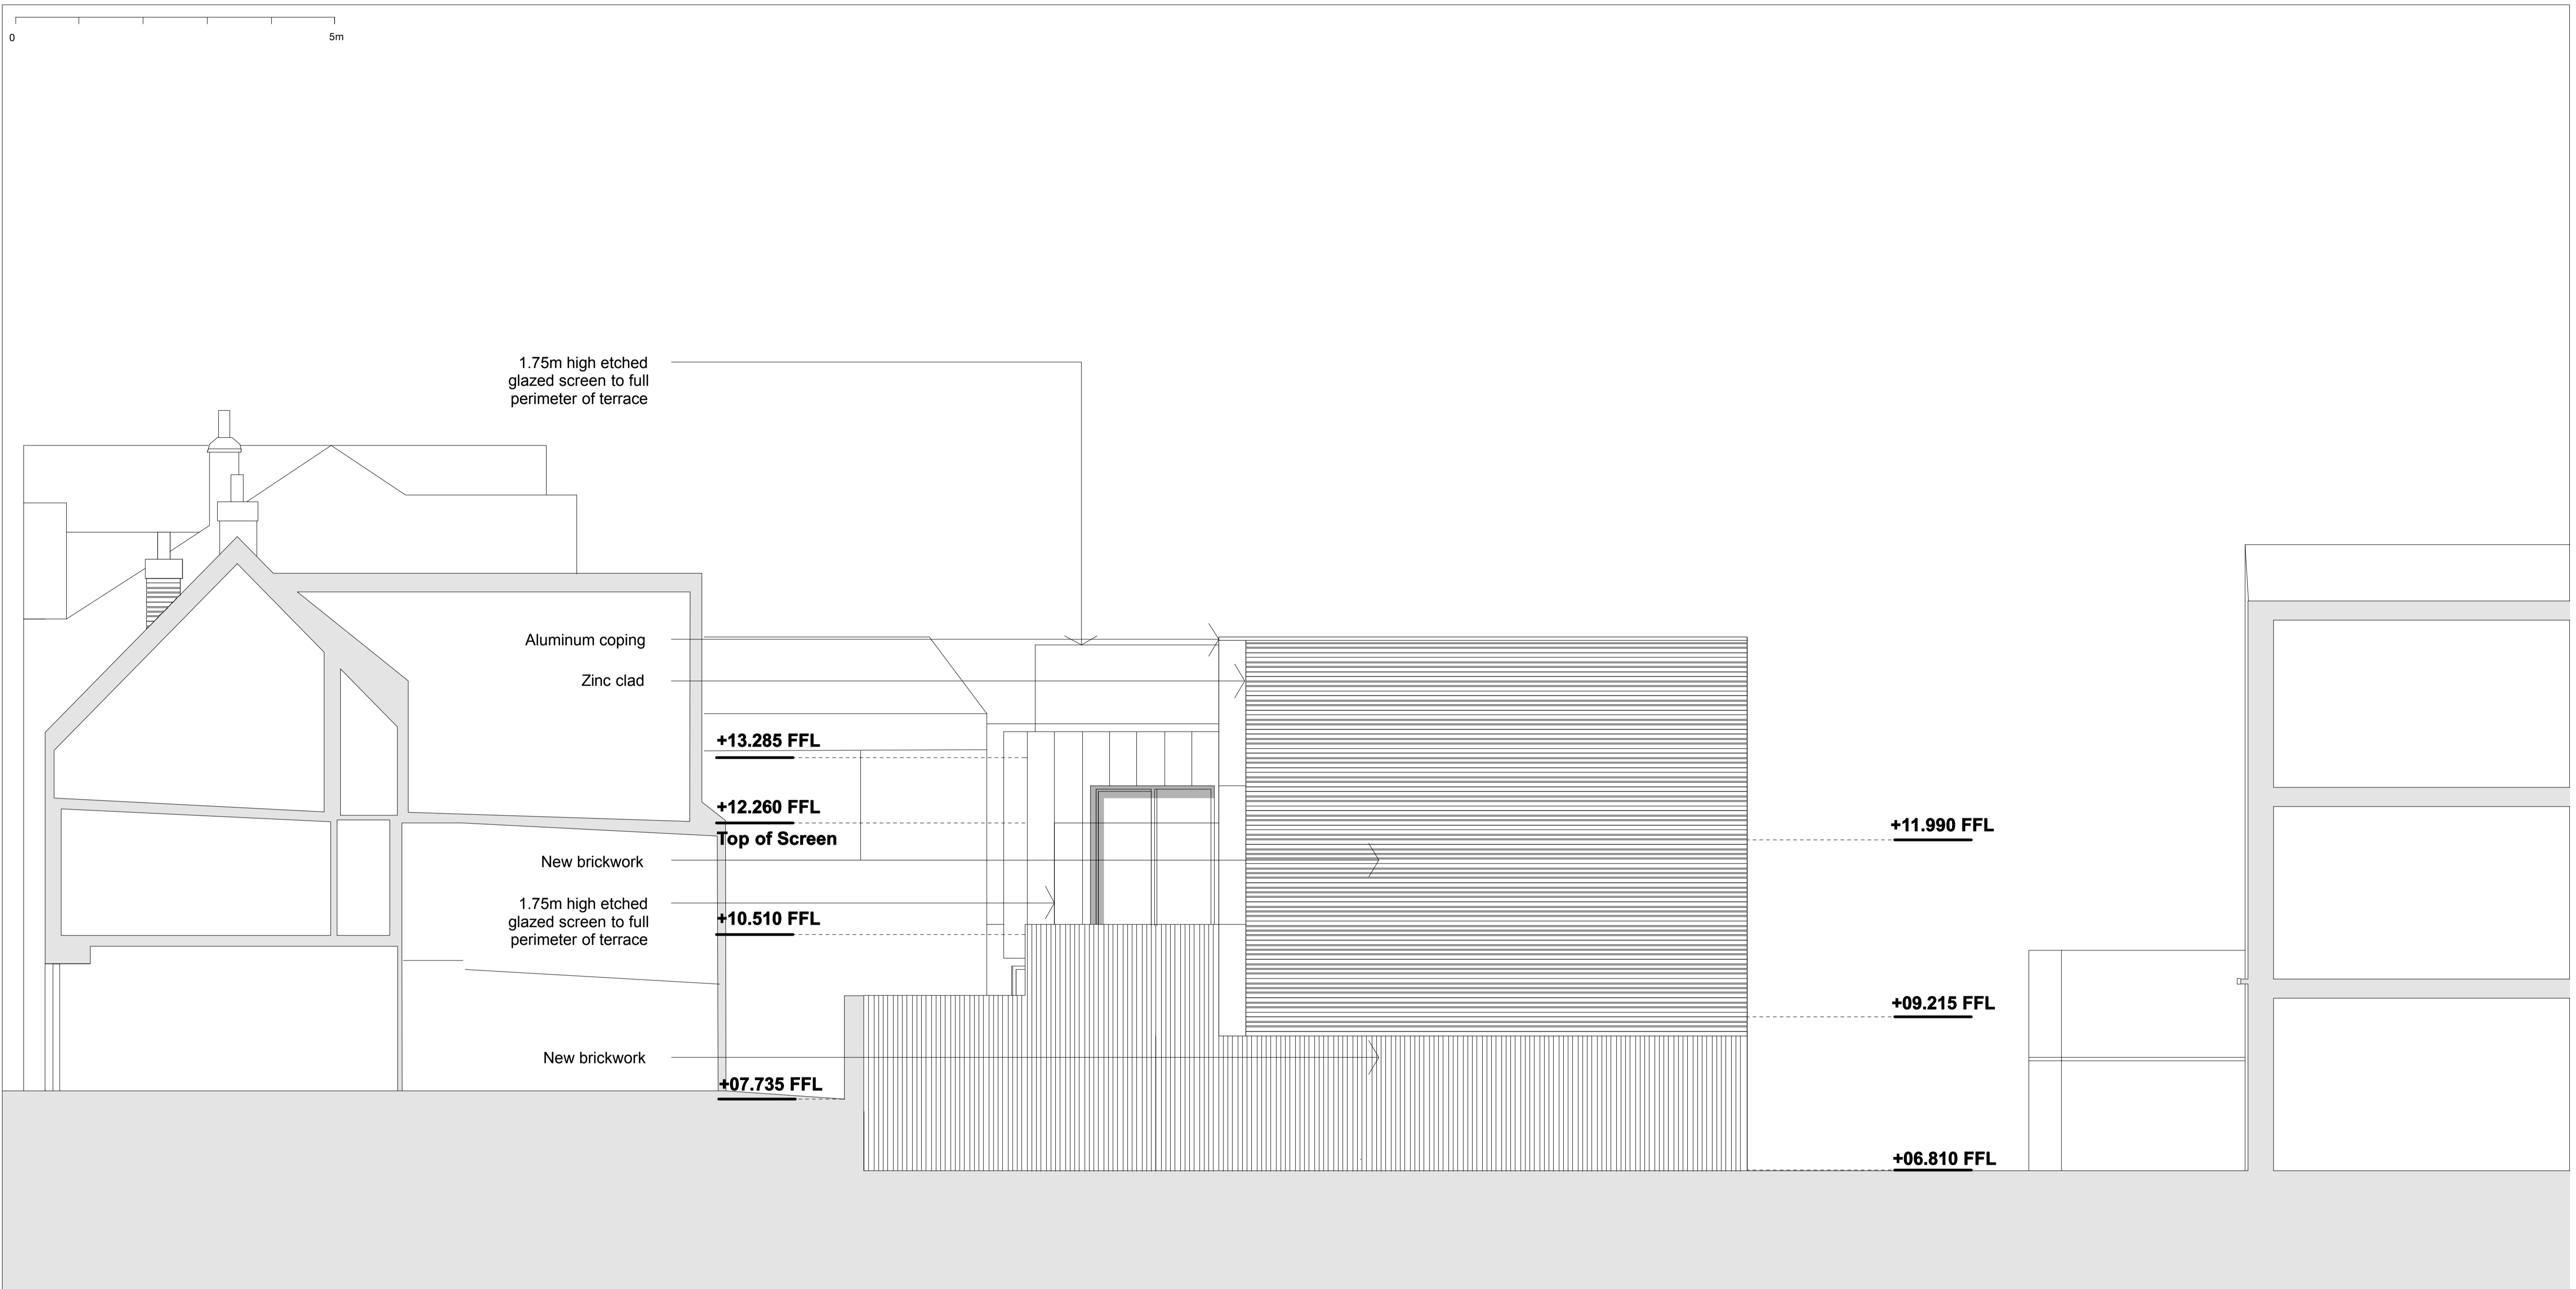 0
5m
1.75m high etched
glazed screen to full
perimeter of terrace
Aluminum coping
Zinc clad
+13.285 FFL
+12.260 FFL
Top of Screen
+11.990 FFL
New brickwork
1.75m high etched
glazed screen to full
perimeter of terrace
+10.510 FFL
+09.215 FFL
New brickwork
+07.735 FFL
+06.810 FFL